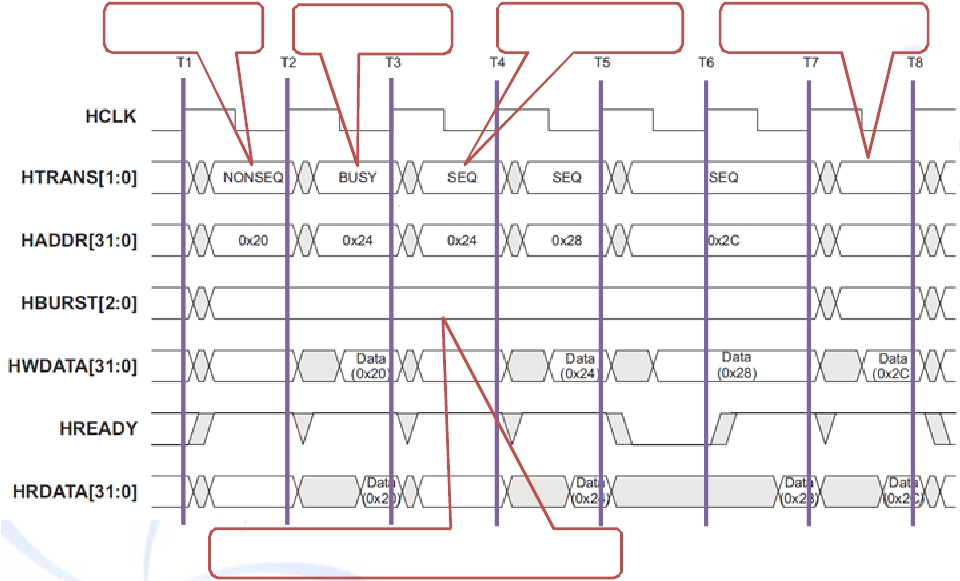 T1 T2 T3 T4 T5 T6 T7 T8
HCLK
HTRANS[1:0] NONSEQ BUSY SEQ SEQ SEQ
HADDR[31:0] 0x20 0x24 0x24 0x28 0x2C
HBURST[2:0]
HWDATA[31:0] Data (0x20) Data (0x24) Data (0x28) Data (0x2C
HREADY
HRDATA[31:0] Data (0x20) Data (0x24) Data (0x28) Data (0x2C)